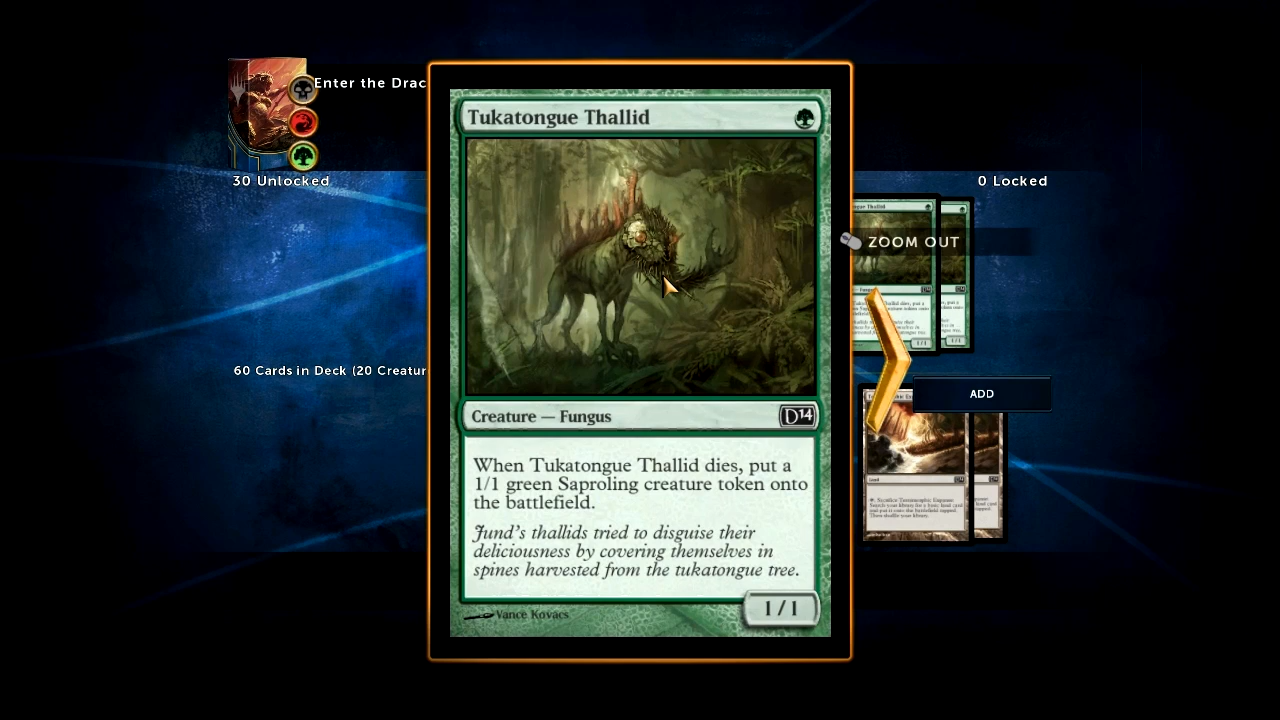 Enter the Drac
30 Unlocked
0 Locked
60 Cards in Deck (20 Creatur
Tukatongue Thallid
Creature — Fungus
D14
When Tukatongue Thallid dies, put a
1/1 green Saproling creature token onto
the battlefield.
Jund's thallids tried to disguise their
deliciousness by covering themselves in
spines harvested from the tukatongue tree.
Vance Kovacs
1/1
ZOOM OUT
ADD